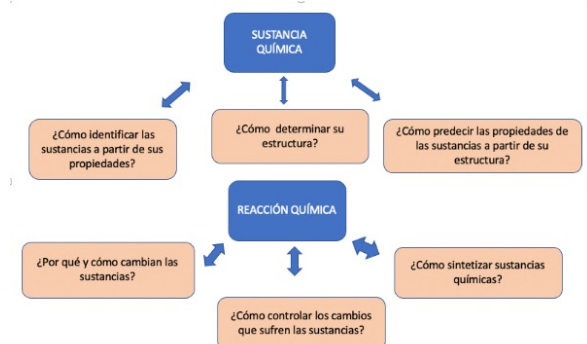 SUSTANCIA
QUÍMICA
¿Cómo identificar las
sustancias a partir de sus
propiedades?
¿Cómo determinar su
estructura?
¿Cómo predecir las propiedades de
las sustancias a partir de su
estructura?
REACCIÓN QUÍMICA
¿Por qué y cómo cambian las
sustancias?
¿Cómo controlar los cambios
que sufren las sustancias?
¿Cómo sintetizar sustancias
químicas?